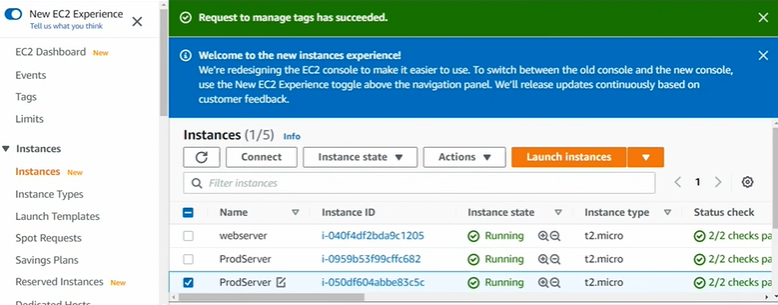 New EC2 Experience
Tell us what you think
EC2 Dashboard New
Events
Tags
Limits
Instances
Instances New
Instance Types
Launch Templates
Spot Requests
Savings Plans
Reserved Instances New
Dedicated Hosts
Request to manage tags has succeeded.
Welcome to the new instances experience!
We're redesigning the EC2 console to make it easier to use. To switch between the old console and the new console,
use the New EC2 Experience toggle above the navigation panel. We'll release updates continuously based on
customer feedback.
Instances (1/5) Info
Connect Instance state Actions Launch instances
Filter instances 1
Name Instance ID Instance state Instance type Status check
webserver i-040f4df2bda9c1205 Running t2.micro 2/2 checks pa
ProdServer i-0959b53f99cffc682 Running t2.micro 2/2 checks pa
ProdServer i-050df604abbe83c5c Running t2.micro 2/2 checks pa